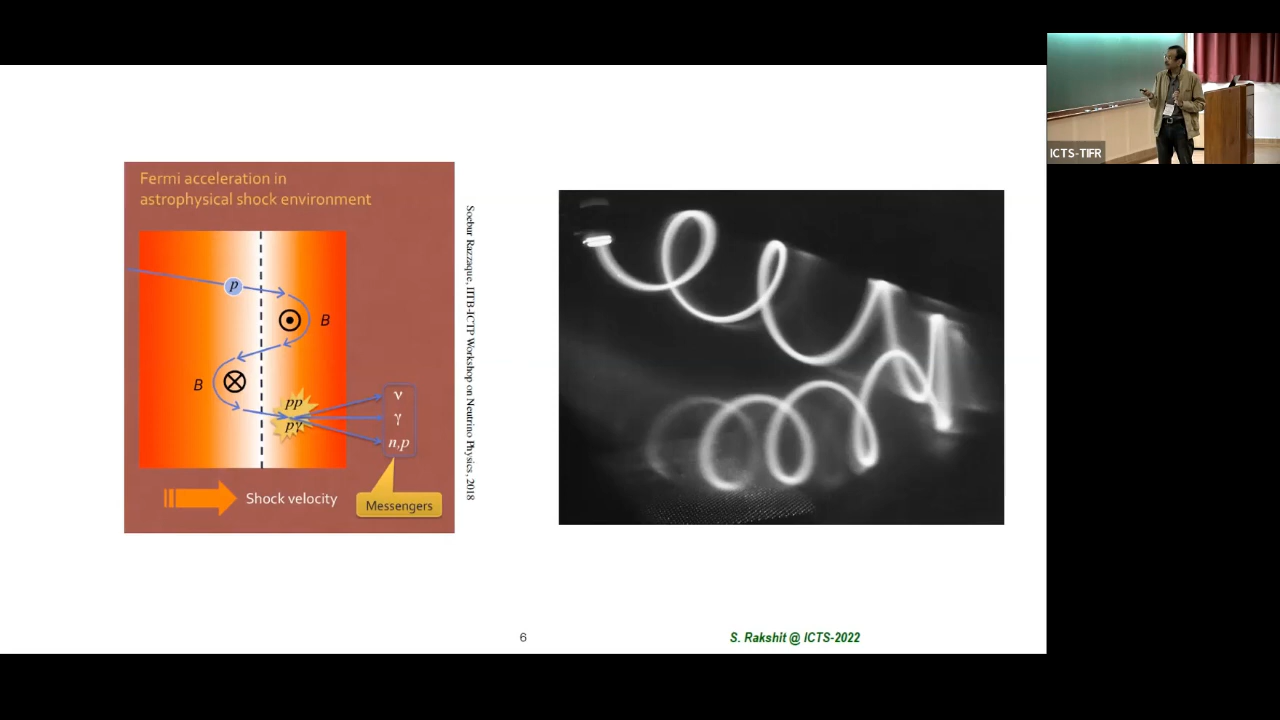 ICTS-TIFR
Fermi acceleration in
astrophysical shock environment
p
B
B
pp
pγ
ν
γ
n,p
Shock velocity
Messengers
Soebur Razzaque, IITB-ICTP Workshop on Neutrino Physics, 2018
6
S. Rakshit @ ICTS-2022